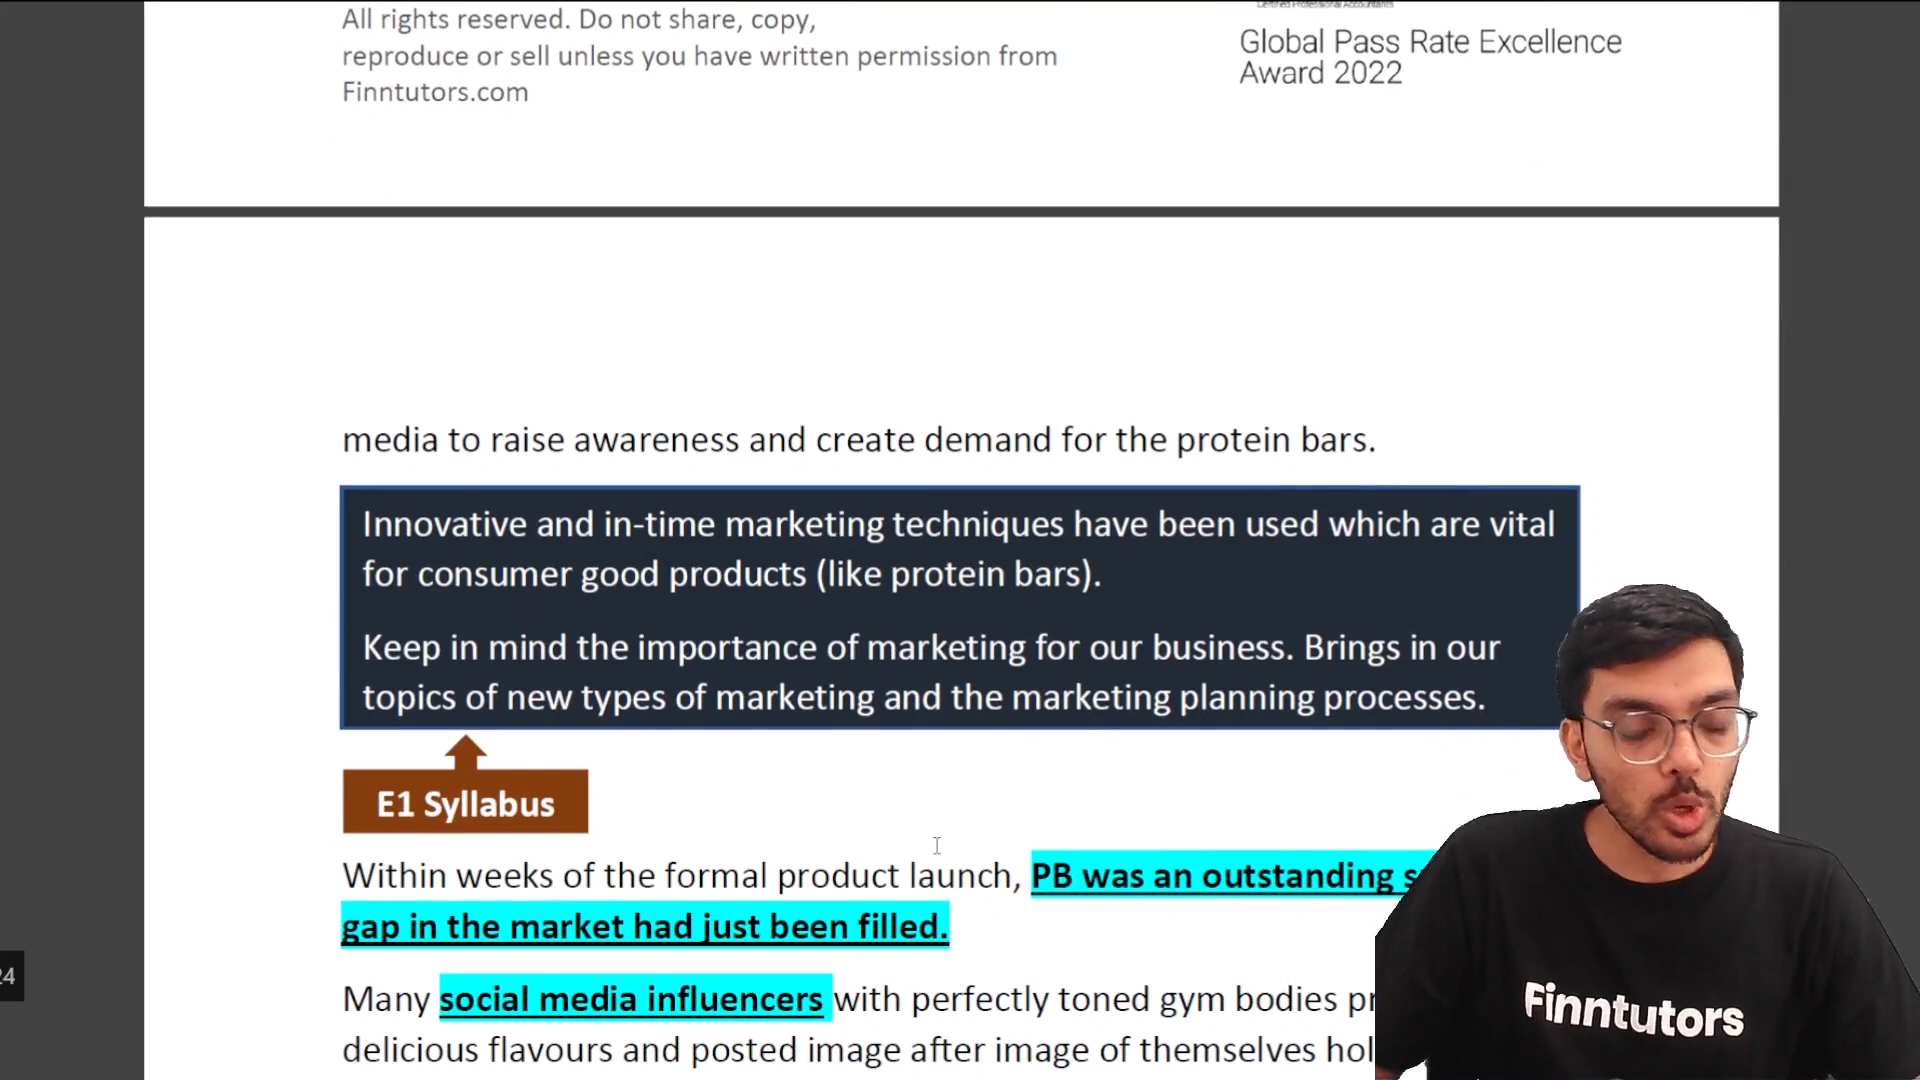 Certified Professional Accountants
All rights reserved. Do not share, copy,
reproduce or sell unless you have written permission from
Finntutors.com
Global Pass Rate Excellence
Award 2022
media to raise awareness and create demand for the protein bars.
Innovative and in-time marketing techniques have been used which are vital
for consumer good products (like protein bars).
Keep in mind the importance of marketing for our business. Brings in our
topics of new types of marketing and the marketing planning processes.
E1 Syllabus
Within weeks of the formal product launch, PB was an outstanding
gap in the market had just been filled.
24
Many social media influencers with perfectly toned gym bodies
delicious flavours and posted image after image of themselves
Finntutors